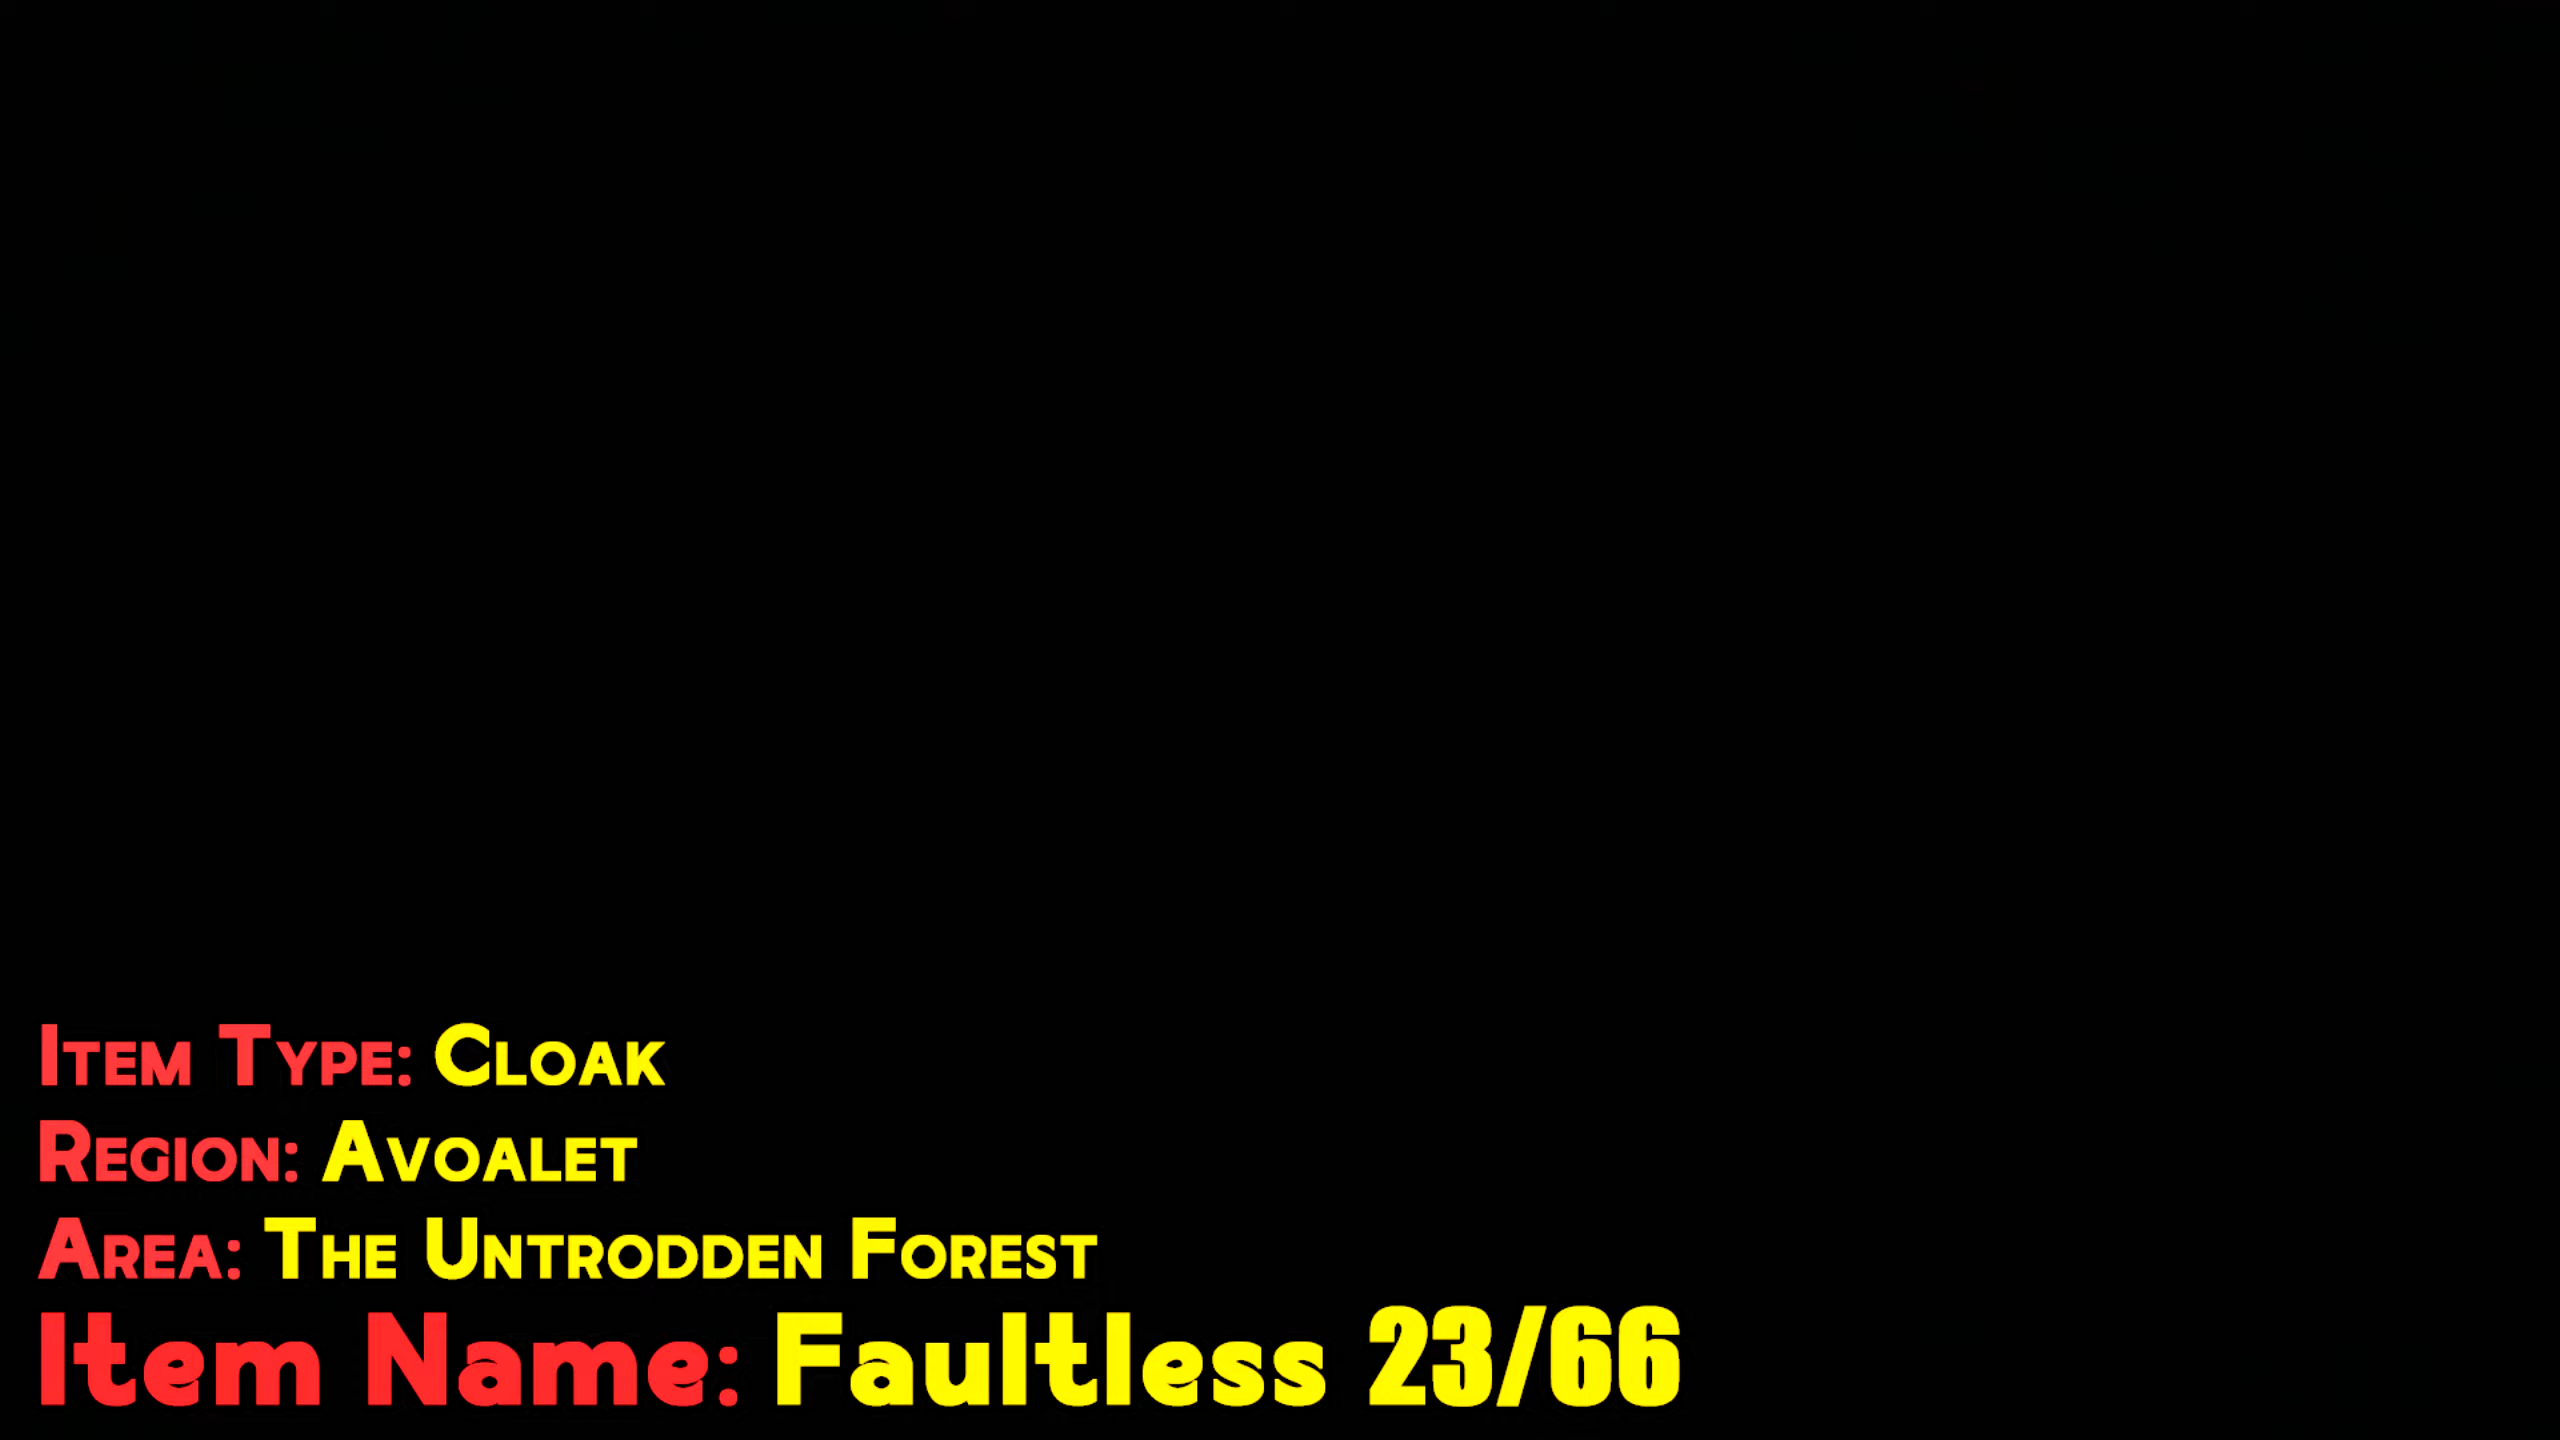 Item Type: Cloak
Region: Avoalet
Area: The Untrodden Forest
Item Name: Faultless 23/66